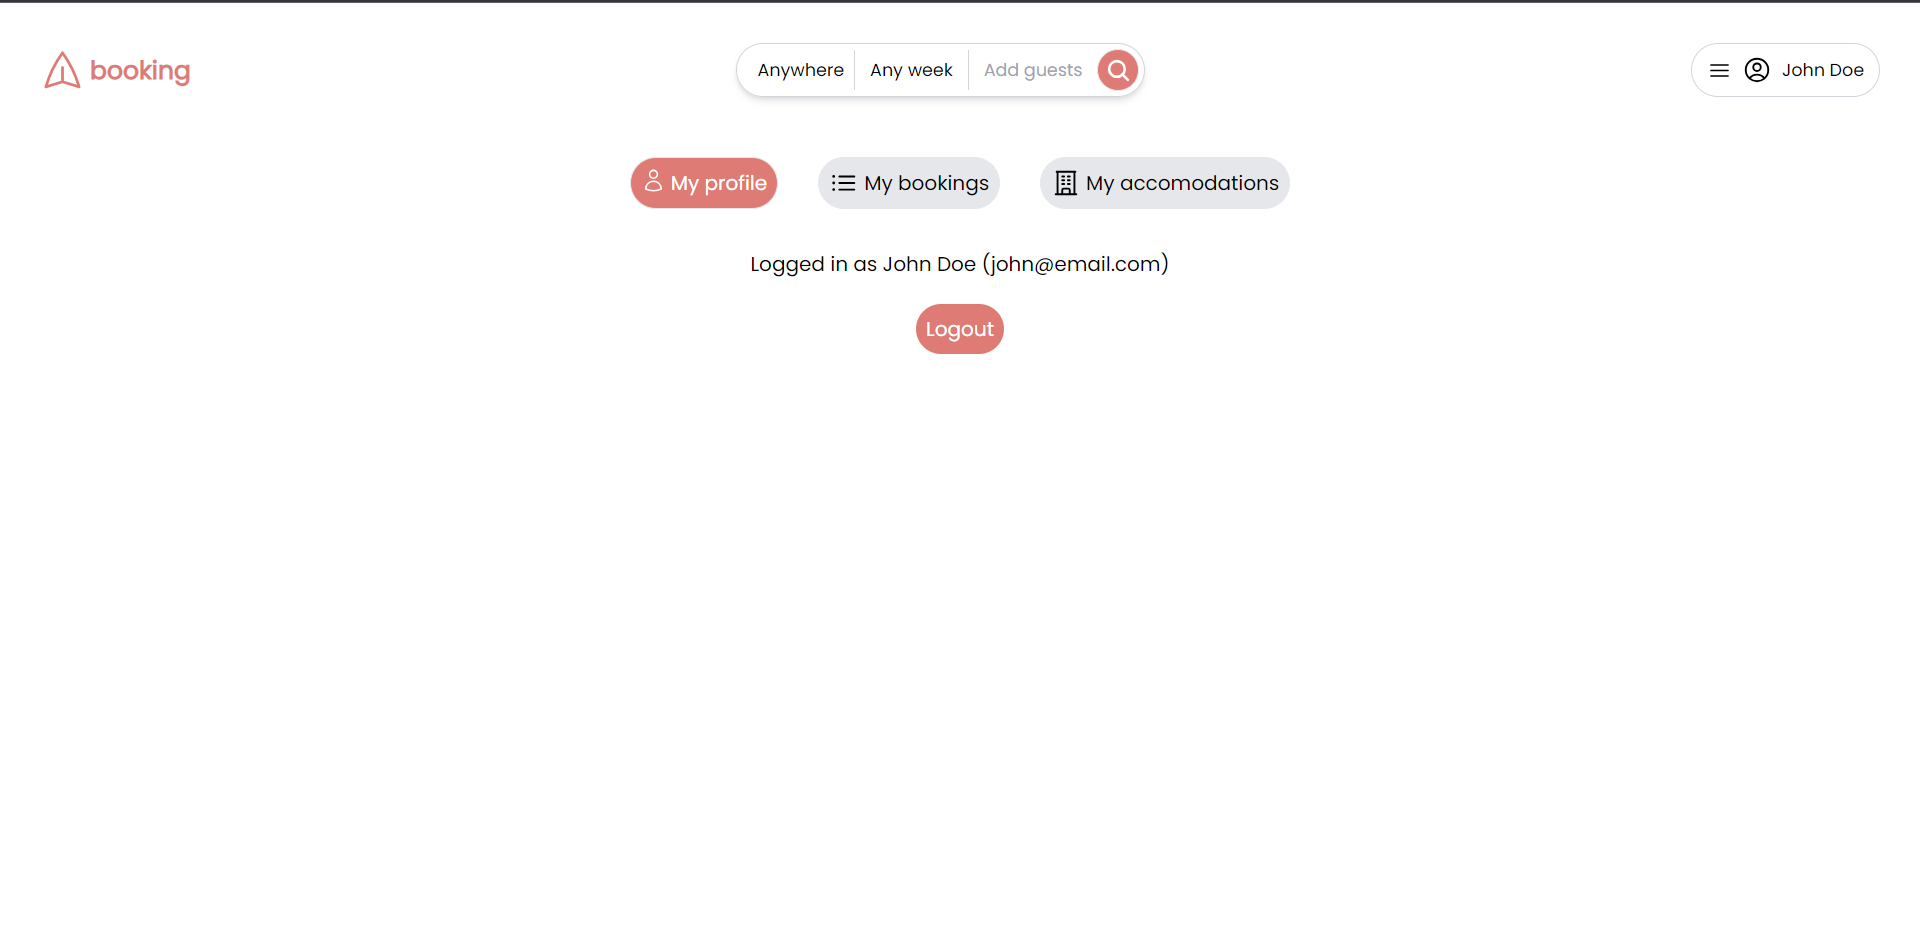 booking
Anywhere
Any week
Add guests
John Doe
My profile
My bookings
My accomodations
Logged in as John Doe (john@email.com)
Logout